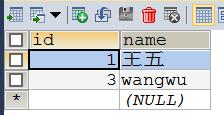 id name
1 王五
3 wangwu
* (NULL)